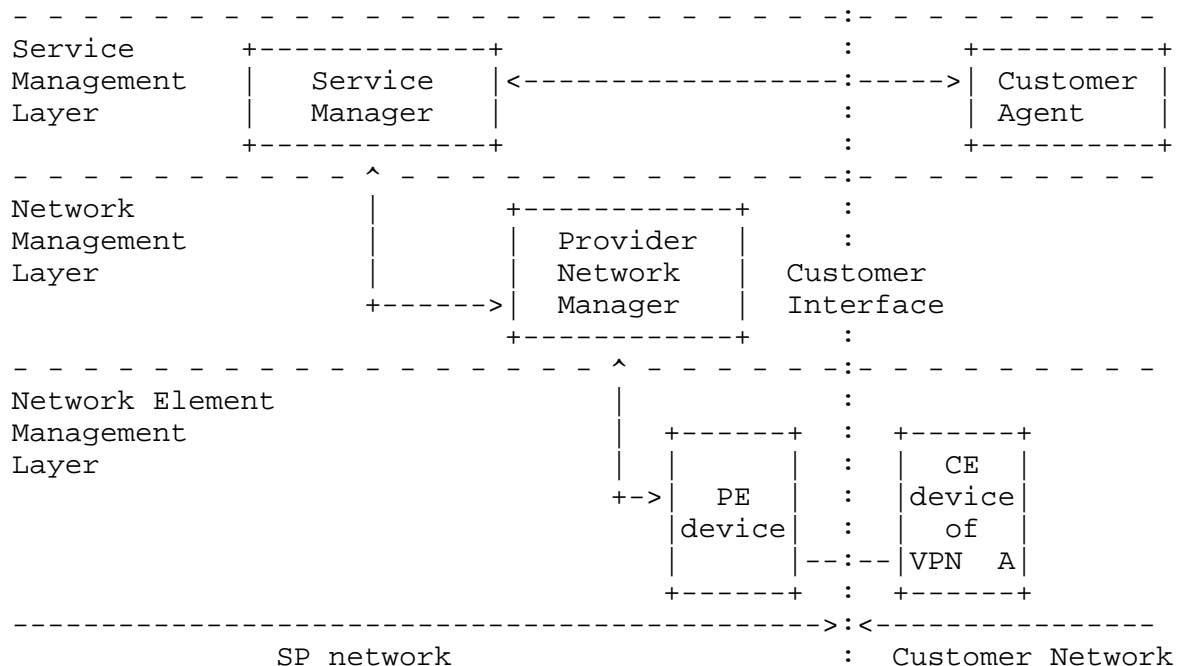 Service
Management Service Customer
Layer Manager Agent
Network
Management Provider
Layer Network Customer
Manager Interface
Network Element
Management
Layer CE
PE device
device of
VPN A
SP network Customer Network